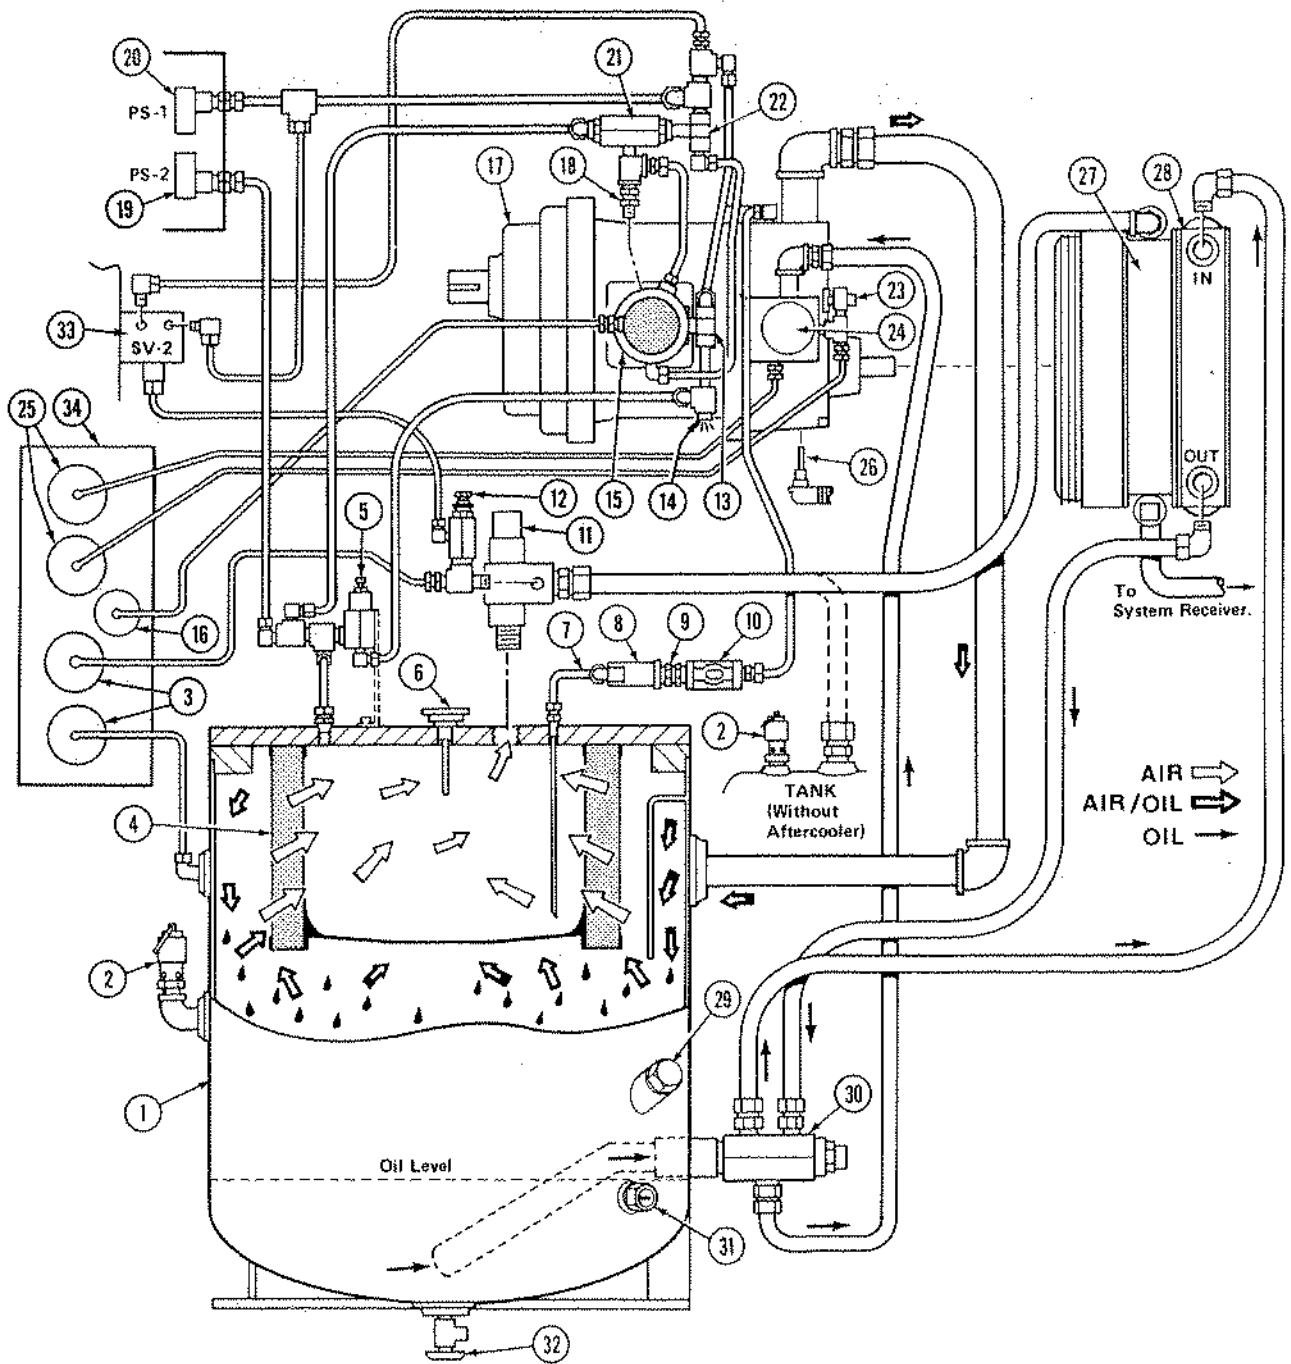 20
PS-1
PS-2
19
21
22
17
18
27
28
IN
23
24
33
SV-2
25
34
OUT
26
5
12
11
15
14
13
16
3
6
7
8
9
10
To
System Receiver.
2
TANK
(Without
Aftercooler)
AIR
AIR/OIL
OIL
4
2
29
1
30
Oil Level
31
32